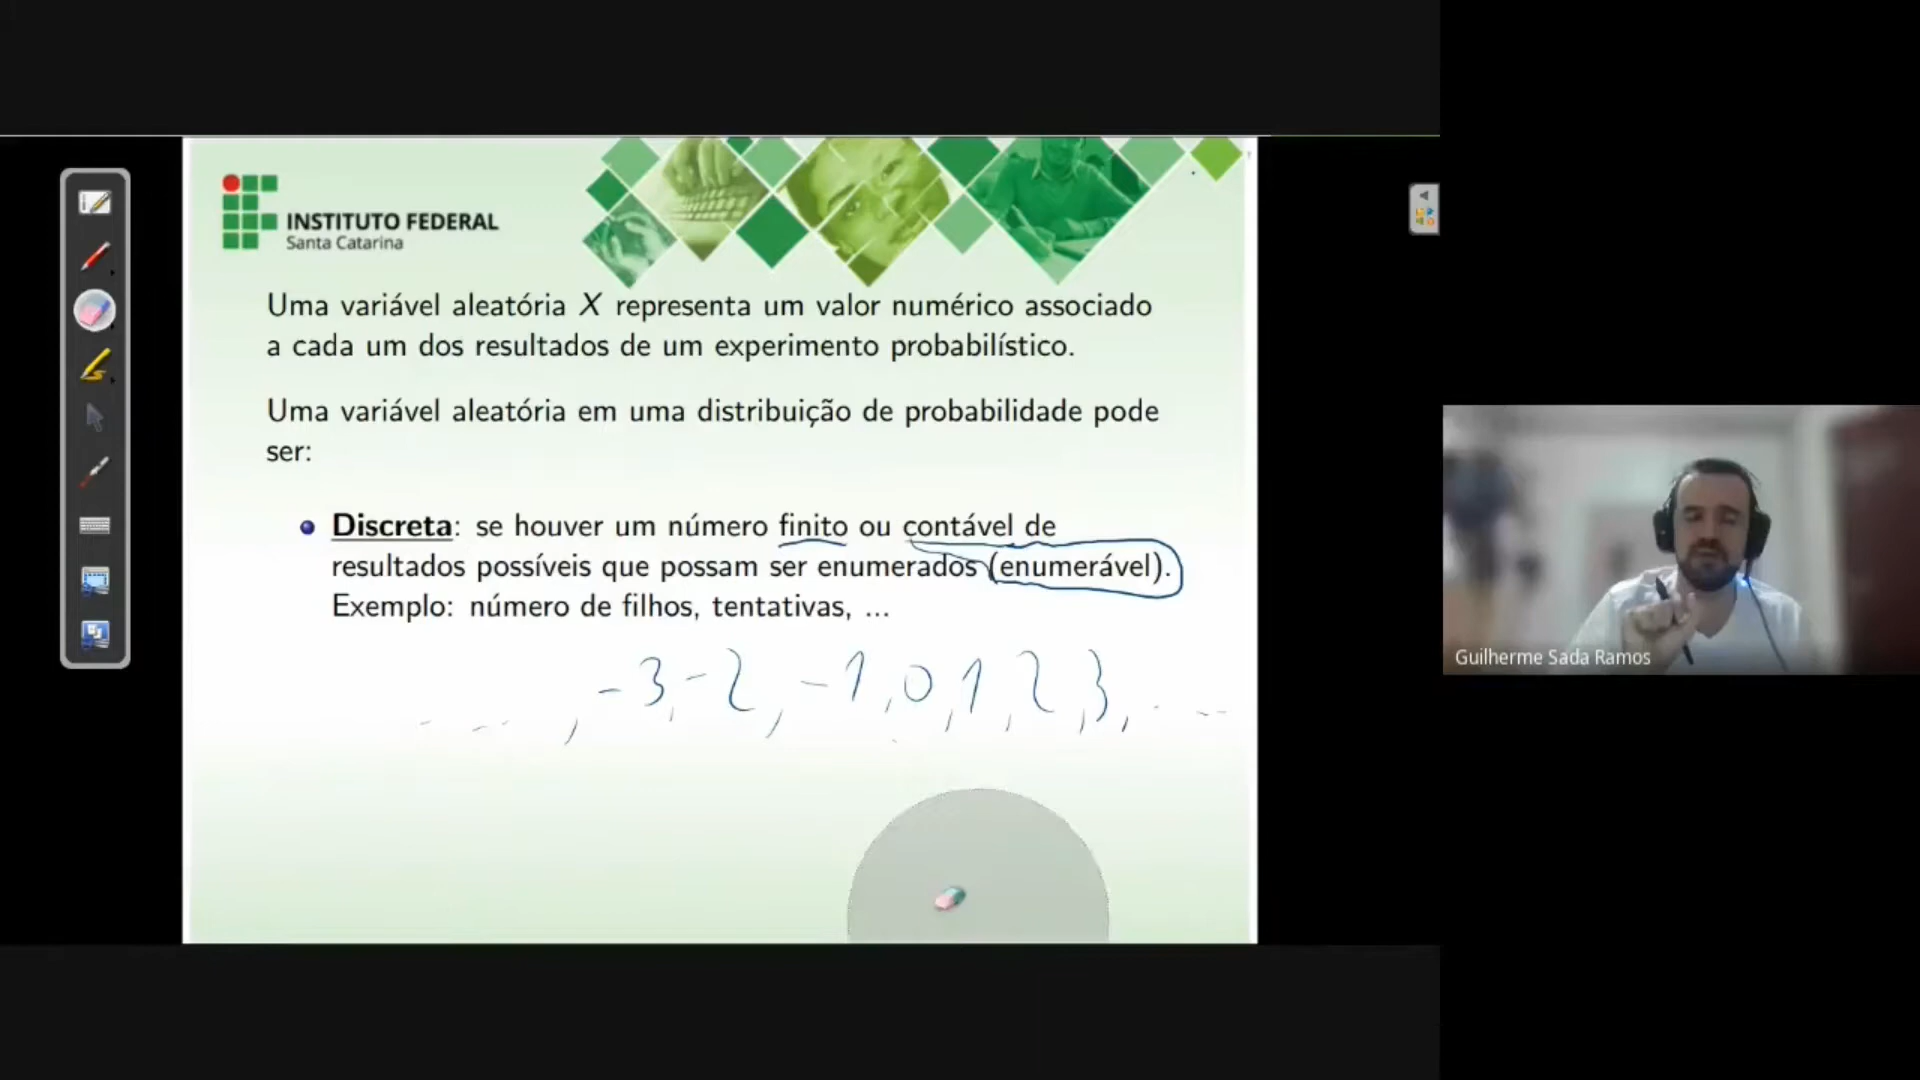 INSTITUTO FEDERAL
Santa Catarina
Uma variável aleatória X representa um valor numérico associado
a cada um dos resultados de um experimento probabilístico.
Uma variável aleatória em uma distribuição de probabilidade pode
ser:
Discreta: se houver um número finito ou contável de
resultados possíveis que possam ser enumerados (enumerável).
Exemplo: número de filhos, tentativas, ...
..., -3, -2, -1, 0, 1, 2, 3, ...
Guilherme Sada Ramos